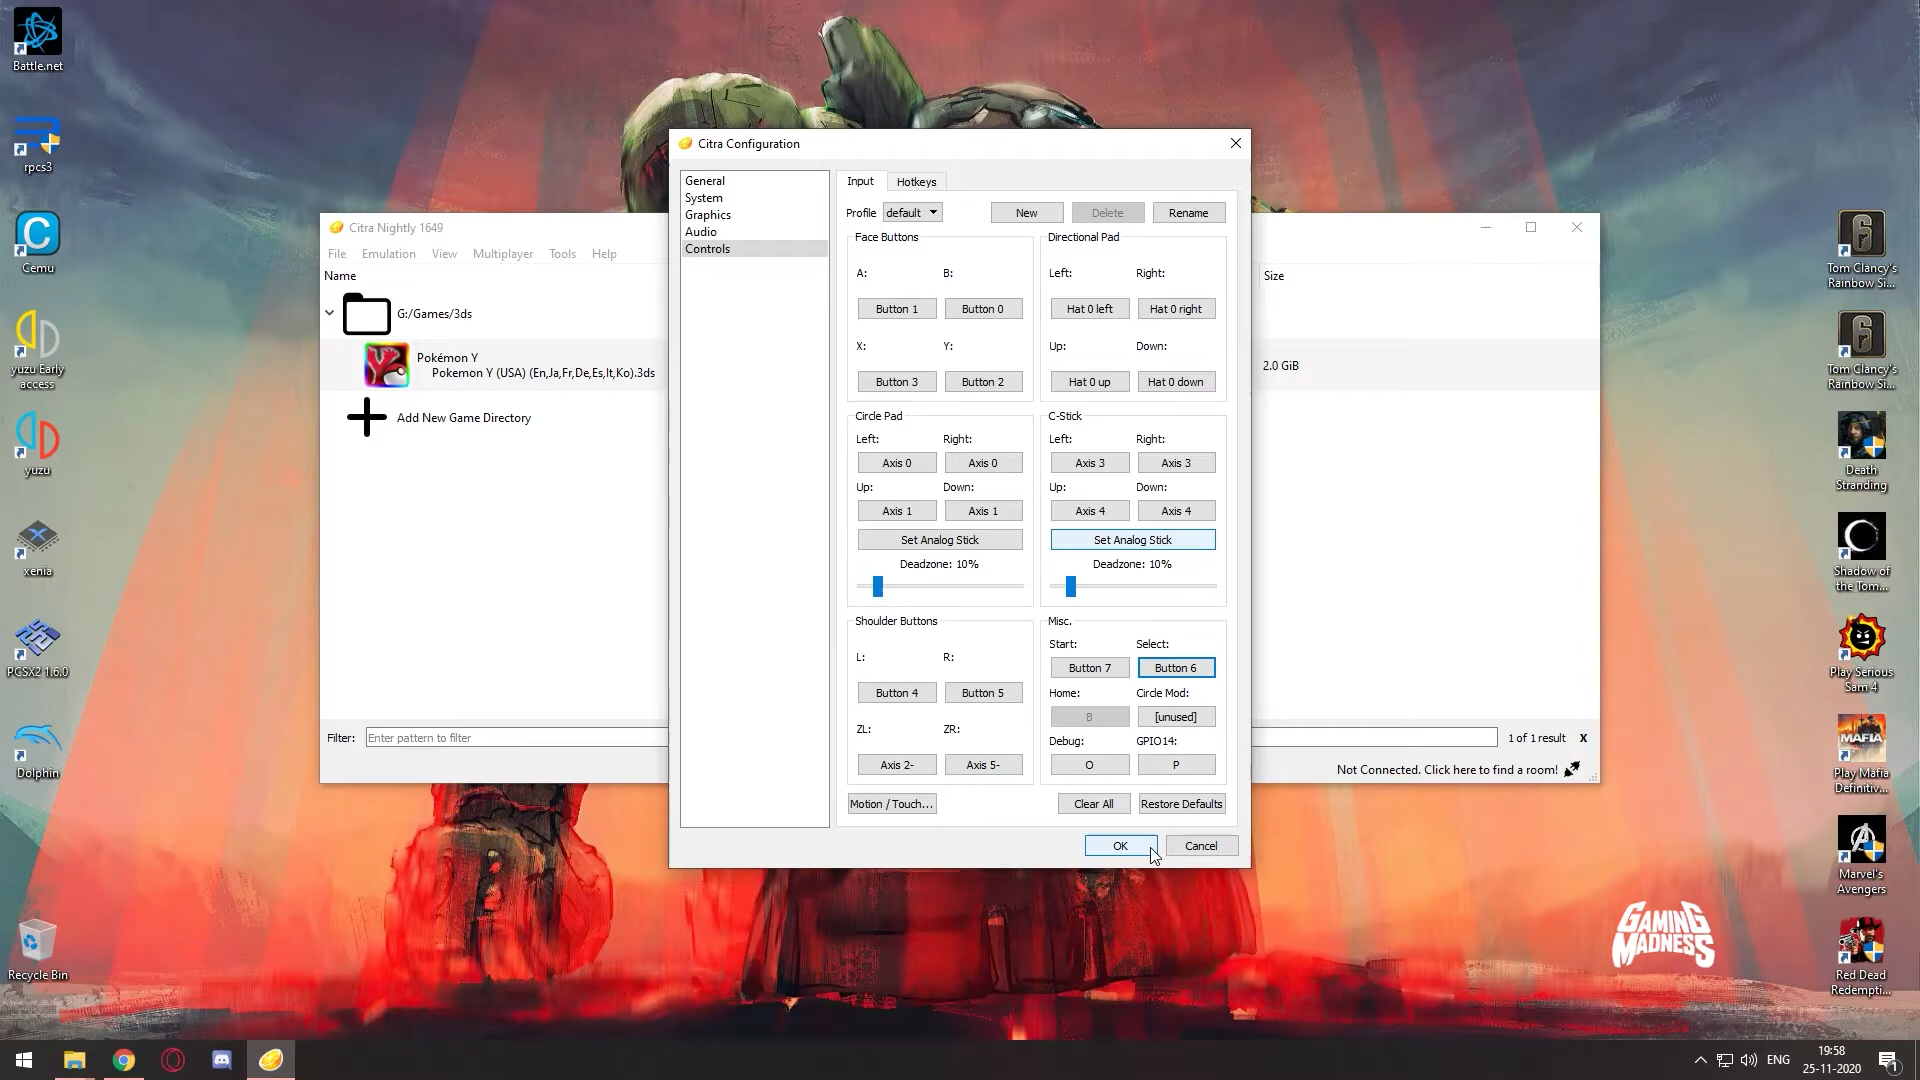 Battle.net
rpcs3
Cemu
yuzu Early
access
yuzu
xenia
PCSX2 1.6.0
Dolphin
Recycle Bin
Citra Nightly 1649
File Emulation View Multiplayer Tools Help
Name
Size
G:/Games/3ds
Pokémon Y
Pokemon Y (USA) (En,Ja,Fr,De,Es,It,Ko).3ds
2.0 GiB
Add New Game Directory
Filter: Enter pattern to filter
1 of 1 result X
Not Connected. Click here to find a room!
Citra Configuration
General
System
Graphics
Audio
Controls
Input Hotkeys
Profile default New Delete Rename
Face Buttons
A: B:
Button 1 Button 0
X: Y:
Button 3 Button 2
Directional Pad
Left: Right:
Hat 0 left Hat 0 right
Up: Down:
Hat 0 up Hat 0 down
Circle Pad
Left: Right:
Axis 0 Axis 0
Up: Down:
Axis 1 Axis 1
Set Analog Stick
Deadzone: 10%
C-Stick
Left: Right:
Axis 3 Axis 3
Up: Down:
Axis 4 Axis 4
Set Analog Stick
Deadzone: 10%
Shoulder Buttons
L: R:
Button 4 Button 5
ZL: ZR:
Axis 2- Axis 5-
Misc.
Start: Select:
Button 7 Button 6
Home: Circle Mod:
B [unused]
Debug: GPIO14:
O P
Motion / Touch... Clear All Restore Defaults
OK Cancel
Tom Clancy's
Rainbow Si...
Tom Clancy's
Rainbow Si...
Death
Stranding
Shadow of
the Tom...
Play Serious
Sam 4
MAFIA
Play Mafia
Definitiv...
Marvel's
Avengers
Red Dead
Redempti...
GAMING
MADNESS
ENG
19:58
25-11-2020
1